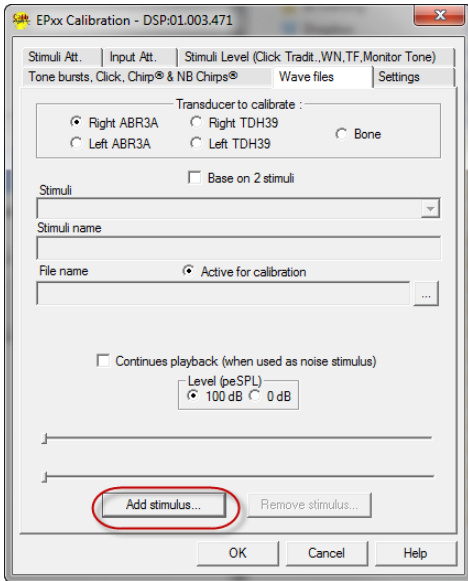 EPxx Calibration - DSP:01.003.471
Stimuli Att. Input Att. Stimuli Level (Click Tradit.,WN,TF,Monitor Tone)
Tone bursts, Click, Chirp® & NB Chirps® Wave files Settings
Transducer to calibrate :
Right ABR3A Right TDH39
Bone
Left ABR3A Left TDH39
Base on 2 stimuli
Stimuli
Stimuli name
File name Active for calibration
...
Continues playback (when used as noise stimulus)
Level (peSPL)
100 dB 0 dB
Add stimulus... Remove stimulus...
OK Cancel Help